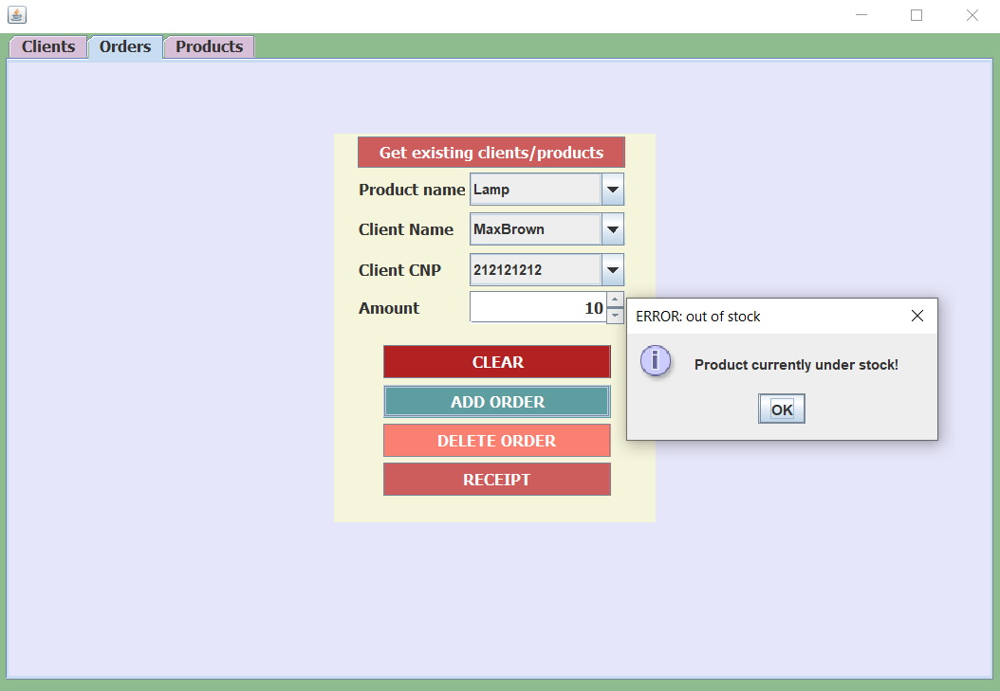 Clients Orders Products
Get existing clients/products
Product name Lamp
Client Name MaxBrown
Client CNP 212121212
Amount 10
ERROR: out of stock
Product currently under stock!
OK
CLEAR
ADD ORDER
DELETE ORDER
RECEIPT